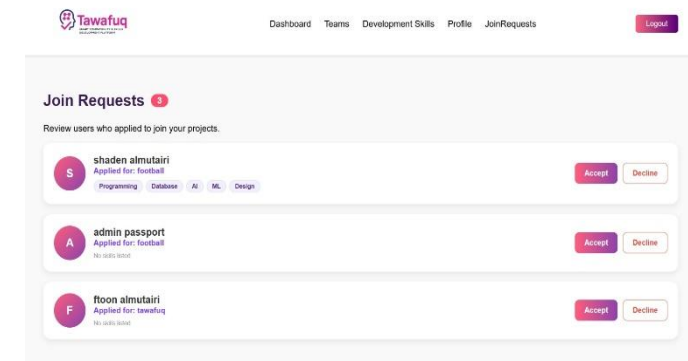 Tawafuq
Dashboard Teams Development Skills Profile JoinRequests
Logout
Join Requests 3
Review users who applied to join your projects.
S
shaden almutairi
Applied for: football
Programming Database AI ML Design
Accept Decline
A
admin passport
Applied for: football
No skills listed
Accept Decline
F
ftoon almutairi
Applied for: tawafuq
No skills listed
Accept Decline